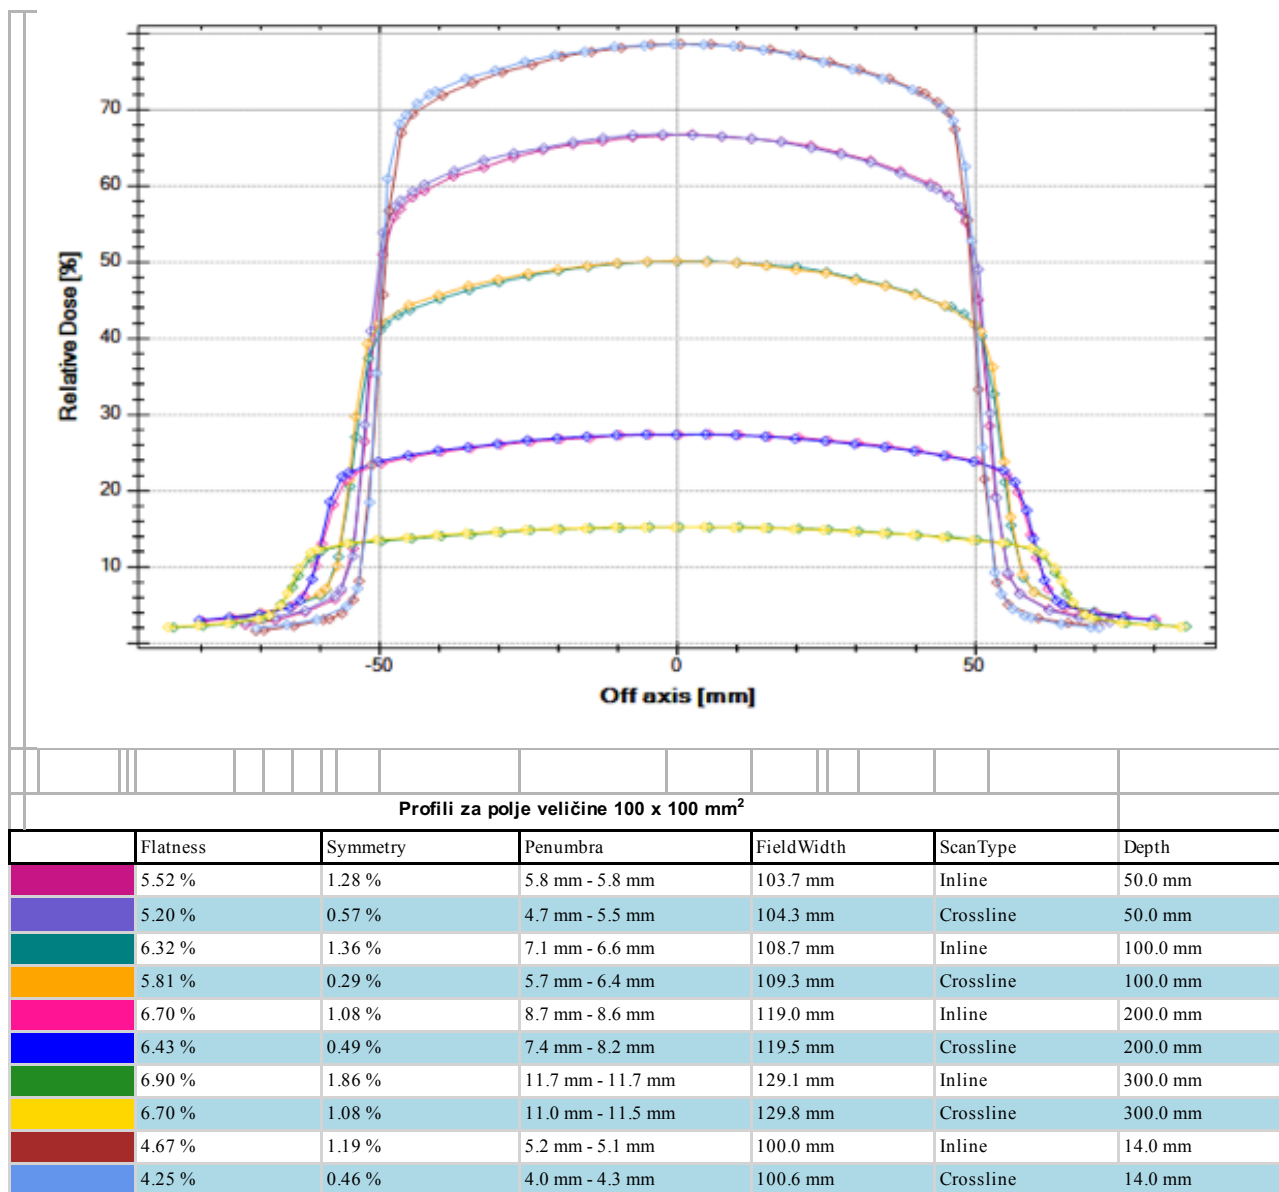 70
60
50
40
30
20
10
Relative Dose [%]
-50 0 50
Off axis [mm]
Profili za polje veličine 100 x 100 mm²
Flatness Symmetry Penumbra FieldWidth ScanType Depth
5.52 % 1.28 % 5.8 mm - 5.8 mm 103.7 mm Inline 50.0 mm
5.20 % 0.57 % 4.7 mm - 5.5 mm 104.3 mm Crossline 50.0 mm
6.32 % 1.36 % 7.1 mm - 6.6 mm 108.7 mm Inline 100.0 mm
5.81 % 0.29 % 5.7 mm - 6.4 mm 109.3 mm Crossline 100.0 mm
6.70 % 1.08 % 8.7 mm - 8.6 mm 119.0 mm Inline 200.0 mm
6.43 % 0.49 % 7.4 mm - 8.2 mm 119.5 mm Crossline 200.0 mm
6.90 % 1.86 % 11.7 mm - 11.7 mm 129.1 mm Inline 300.0 mm
6.70 % 1.08 % 11.0 mm - 11.5 mm 129.8 mm Crossline 300.0 mm
4.67 % 1.19 % 5.2 mm - 5.1 mm 100.0 mm Inline 14.0 mm
4.25 % 0.46 % 4.0 mm - 4.3 mm 100.6 mm Crossline 14.0 mm